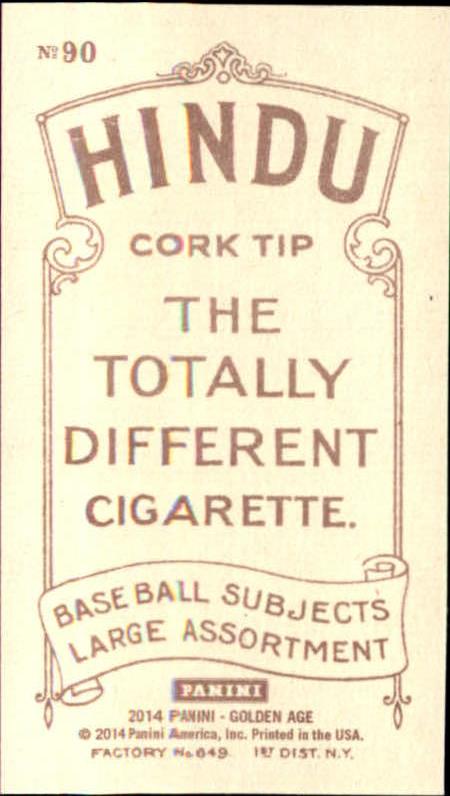 Nº 90
HINDU
CORK TIP
THE
TOTALLY
DIFFERENT
CIGARETTE.
BASE BALL SUBJECTS
LARGE ASSORTMENT
PANINI
2014 PANINI - GOLDEN AGE
© 2014 Panini America, Inc. Printed in the USA.
FACTORY No. 649. 1ST DIST. N.Y.